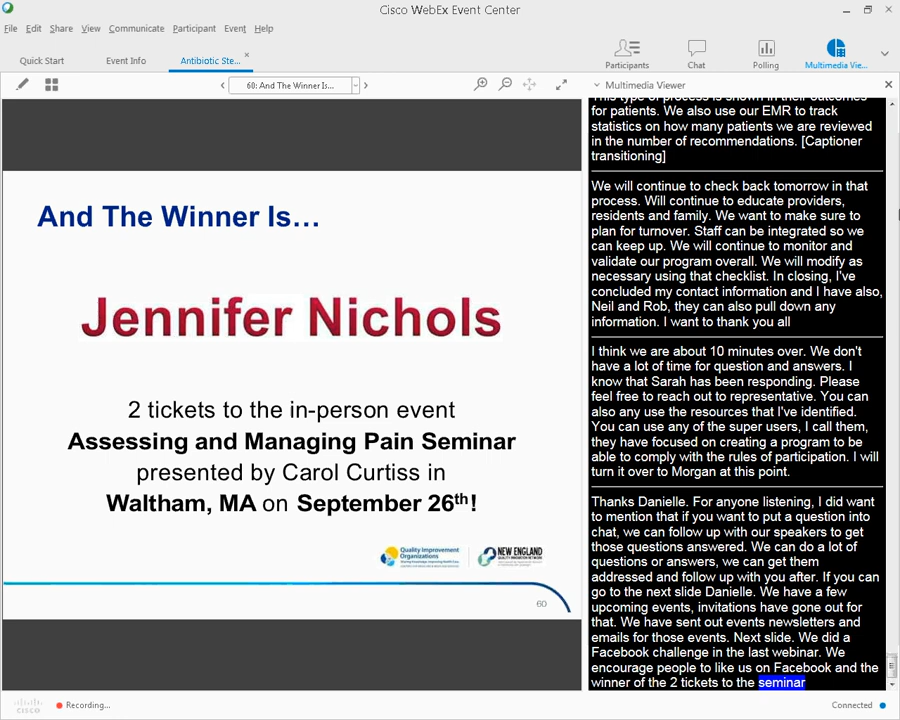 Cisco WebEx Event Center
File Edit Share View Communicate Participant Event Help
Quick Start Event Info Antibiotic Ste...
Participants Chat Polling Multimedia View...
60: And The Winner Is...
Multimedia Viewer
And The Winner Is…
Jennifer Nichols
2 tickets to the in-person event
Assessing and Managing Pain Seminar
presented by Carol Curtiss in
Waltham, MA on September 26th!
Quality Improvement
Organizations
NEW ENGLAND
60
This type of process is shown in their outcomes
for patients. We also use our EMR to track
statistics on how many patients we are reviewed
in the number of recommendations. [Captioner
transitioning]
We will continue to check back tomorrow in that
process. Will continue to educate providers,
residents and family. We want to make sure to
plan for turnover. Staff can be integrated so we
can keep up. We will continue to monitor and
validate our program overall. We will modify as
necessary using that checklist. In closing, I've
concluded my contact information and I have also,
Neil and Rob, they can also pull down any
information. I want to thank you all
I think we are about 10 minutes over. We don't
have a lot of time for question and answers. I
know that Sarah has been responding. Please
feel free to reach out to representative. You can
also any use the resources that I've identified.
You can use any of the super users, I call them,
they have focused on creating a program to be
able to comply with the rules of participation. I will
turn it over to Morgan at this point.
Thanks Danielle. For anyone listening, I did want
to mention that if you want to put a question into
chat, we can follow up with our speakers to get
those questions answered. We can do a lot of
questions or answers, we can get them
addressed and follow up with you after. If you can
go to the next slide Danielle. We have a few
upcoming events, invitations have gone out for
that. We have sent out events newsletters and
emails for those events. Next slide. We did a
Facebook challenge in the last webinar. We
encourage people to like us on Facebook and the
winner of the 2 tickets to the seminar
cisco
Recording...
Connected